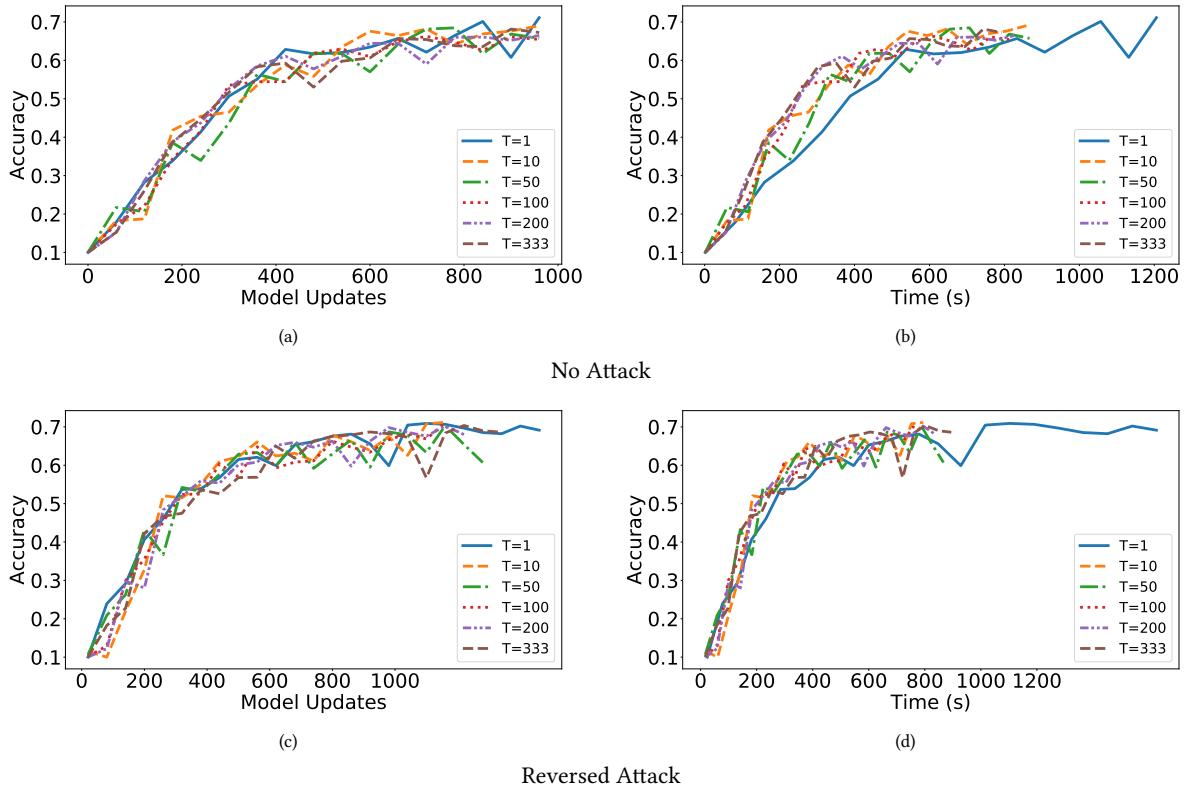 0.7
0.6
0.5
0.4
0.3
0.2
0.1
Accuracy
T=1
T=10
T=50
T=100
T=200
T=333
0 200 400 600 800 1000
Model Updates
(a)
0.7
0.6
0.5
0.4
0.3
0.2
0.1
Accuracy
T=1
T=10
T=50
T=100
T=200
T=333
0 200 400 600 800 1000 1200
Time (s)
(b)
No Attack
0.7
0.6
0.5
0.4
0.3
0.2
0.1
Accuracy
T=1
T=10
T=50
T=100
T=200
T=333
0 200 400 600 800 1000
Model Updates
(c)
0.7
0.6
0.5
0.4
0.3
0.2
0.1
Accuracy
T=1
T=10
T=50
T=100
T=200
T=333
0 200 400 600 800 1000 1200
Time (s)
(d)
Reversed Attack